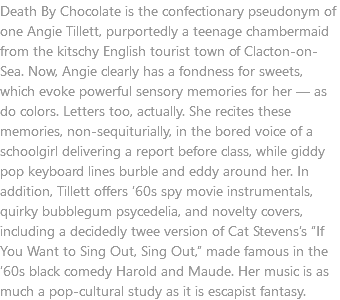 Death By Chocolate is the confectionary pseudonym of
one Angie Tillett, purportedly a teenage chambermaid
from the kitschy English tourist town of Clacton-on-
Sea. Now, Angie clearly has a fondness for sweets,
which evoke powerful sensory memories for her — as
do colors. Letters too, actually. She recites these
memories, non-sequiturially, in the bored voice of a
schoolgirl delivering a report before class, while giddy
pop keyboard lines burble and eddy around her. In
addition, Tillett offers ‘60s spy movie instrumentals,
quirky bubblegum psycedelia, and novelty covers,
including a decidedly twee version of Cat Stevens’s “If
You Want to Sing Out, Sing Out,” made famous in the
’60s black comedy Harold and Maude. Her music is as
much a pop-cultural study as it is escapist fantasy.